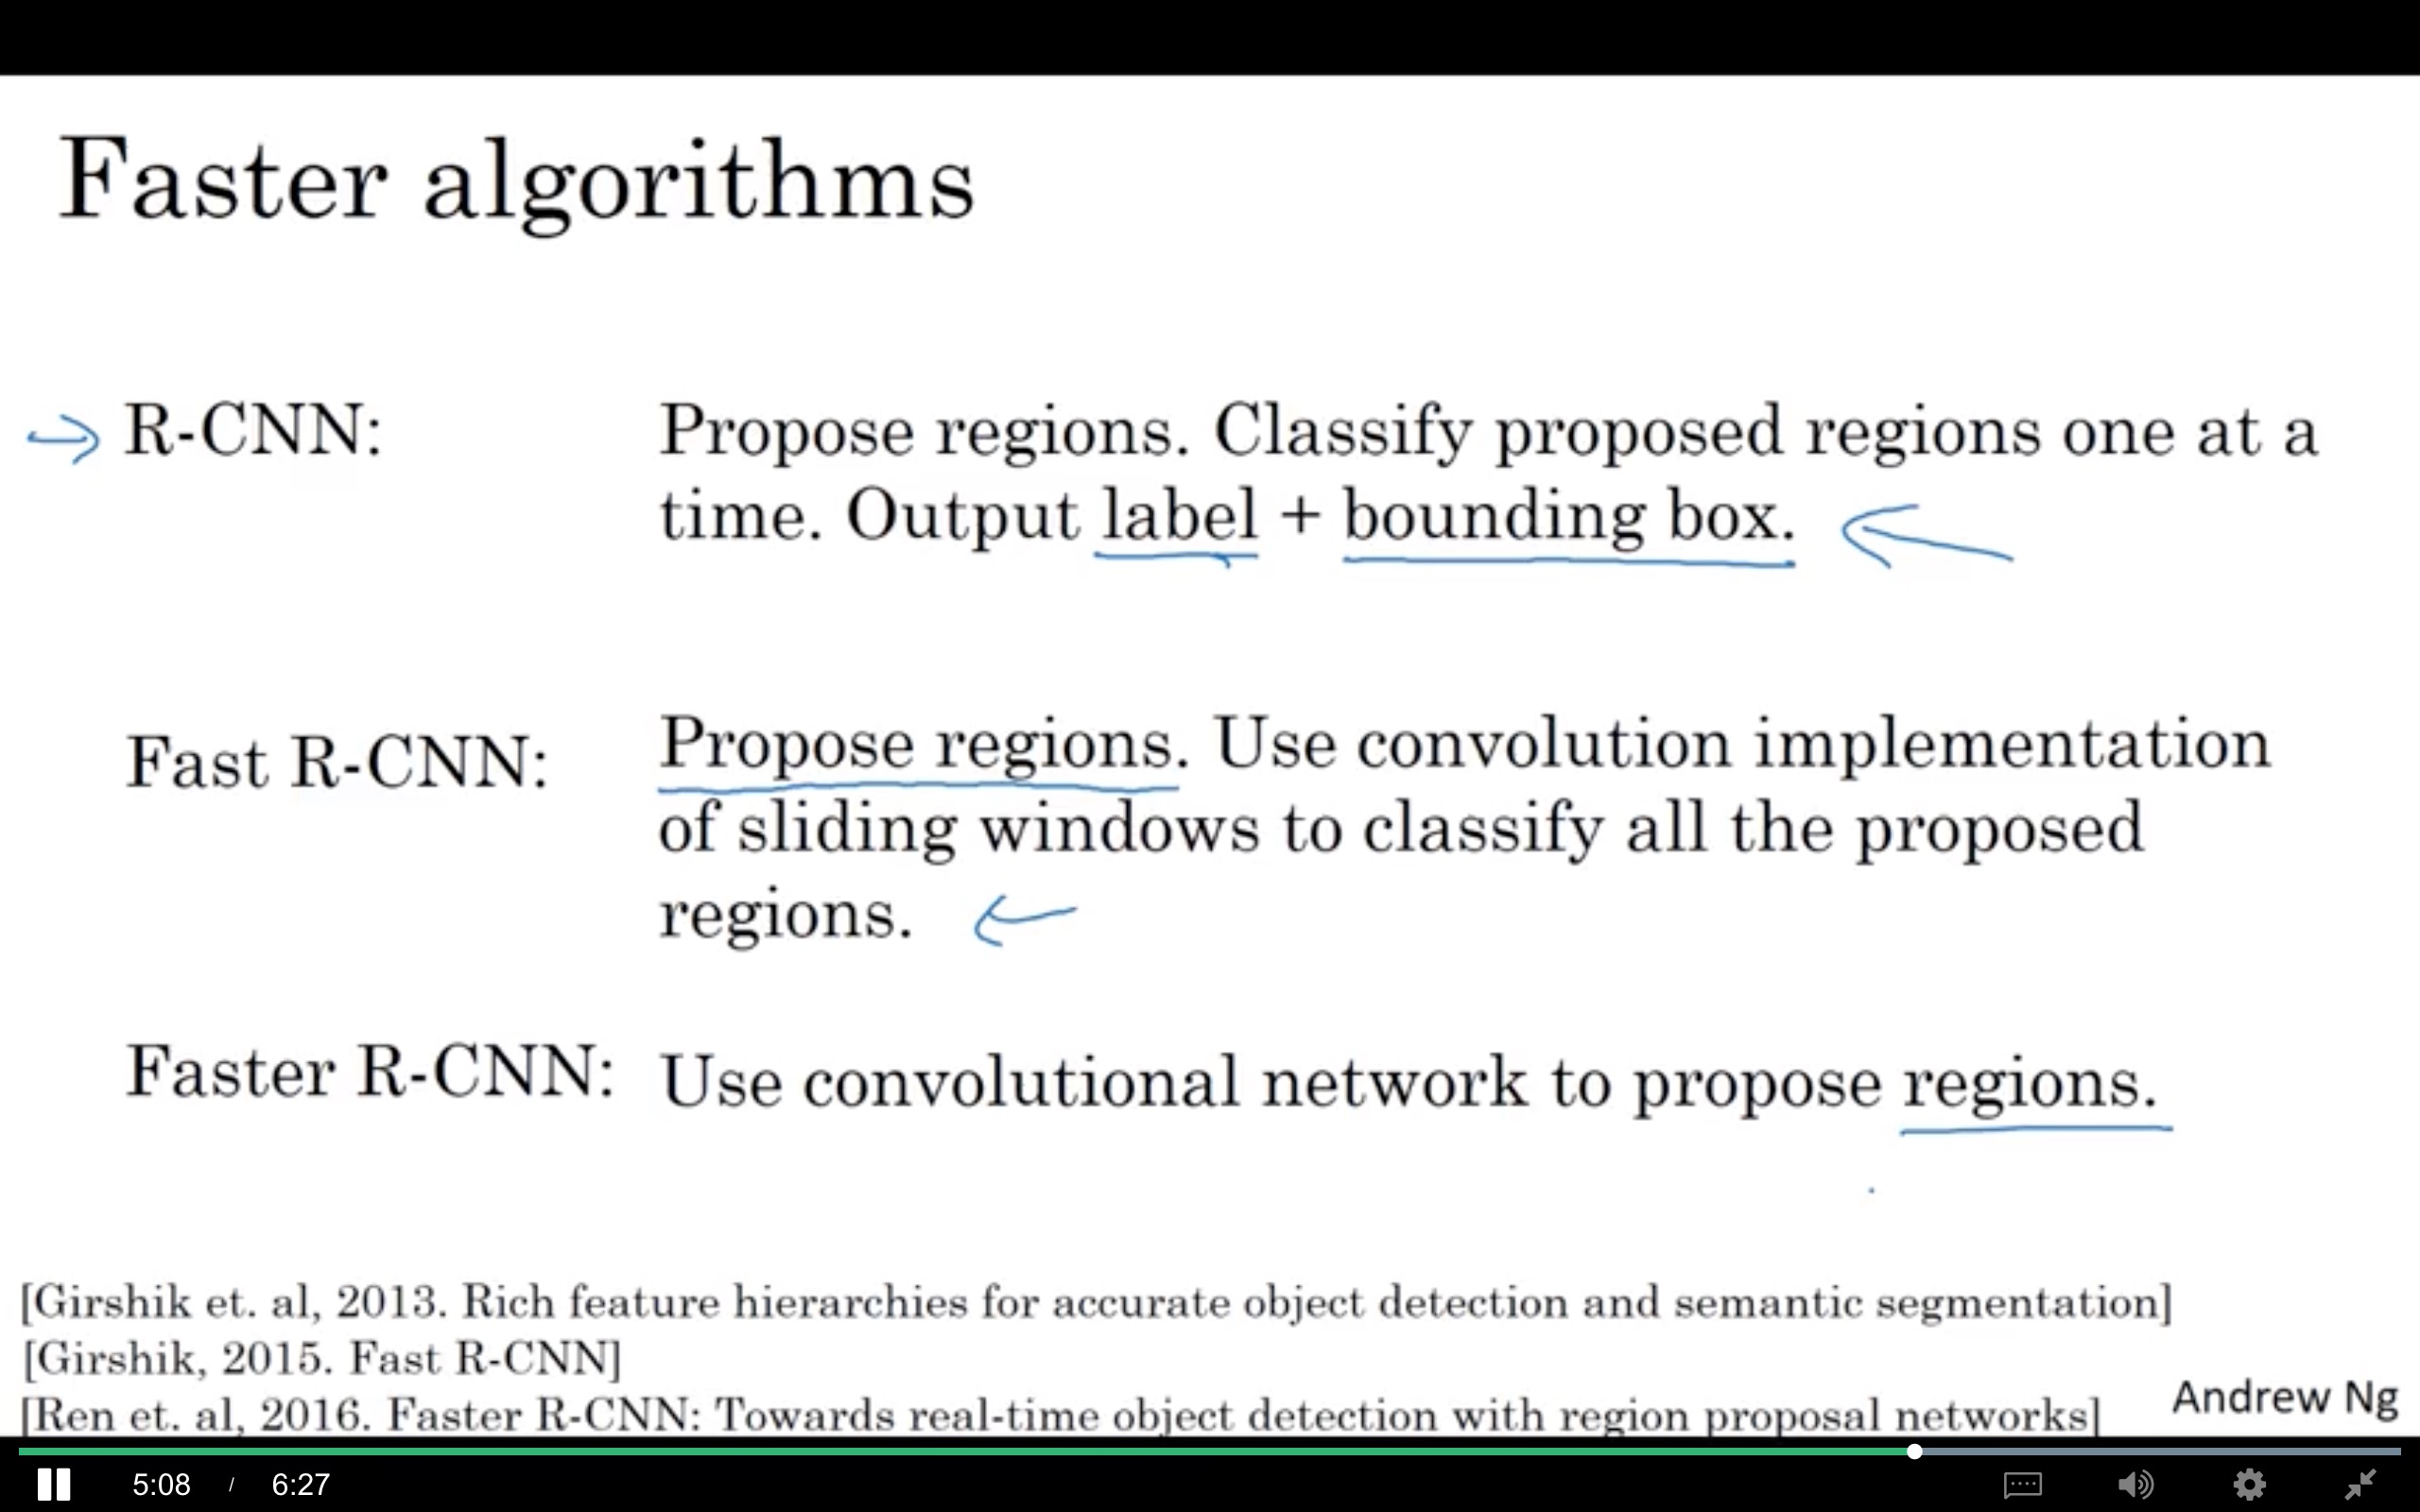 Faster algorithms
R-CNN:
Propose regions. Classify proposed regions one at a
time. Output label + bounding box.
Fast R-CNN:
Propose regions. Use convolution implementation
of sliding windows to classify all the proposed
regions.
Faster R-CNN:
Use convolutional network to propose regions.
[Girshik et. al, 2013. Rich feature hierarchies for accurate object detection and semantic segmentation]
[Girshik, 2015. Fast R-CNN]
[Ren et. al, 2016. Faster R-CNN: Towards real-time object detection with region proposal networks]
Andrew Ng
5:08 / 6:27